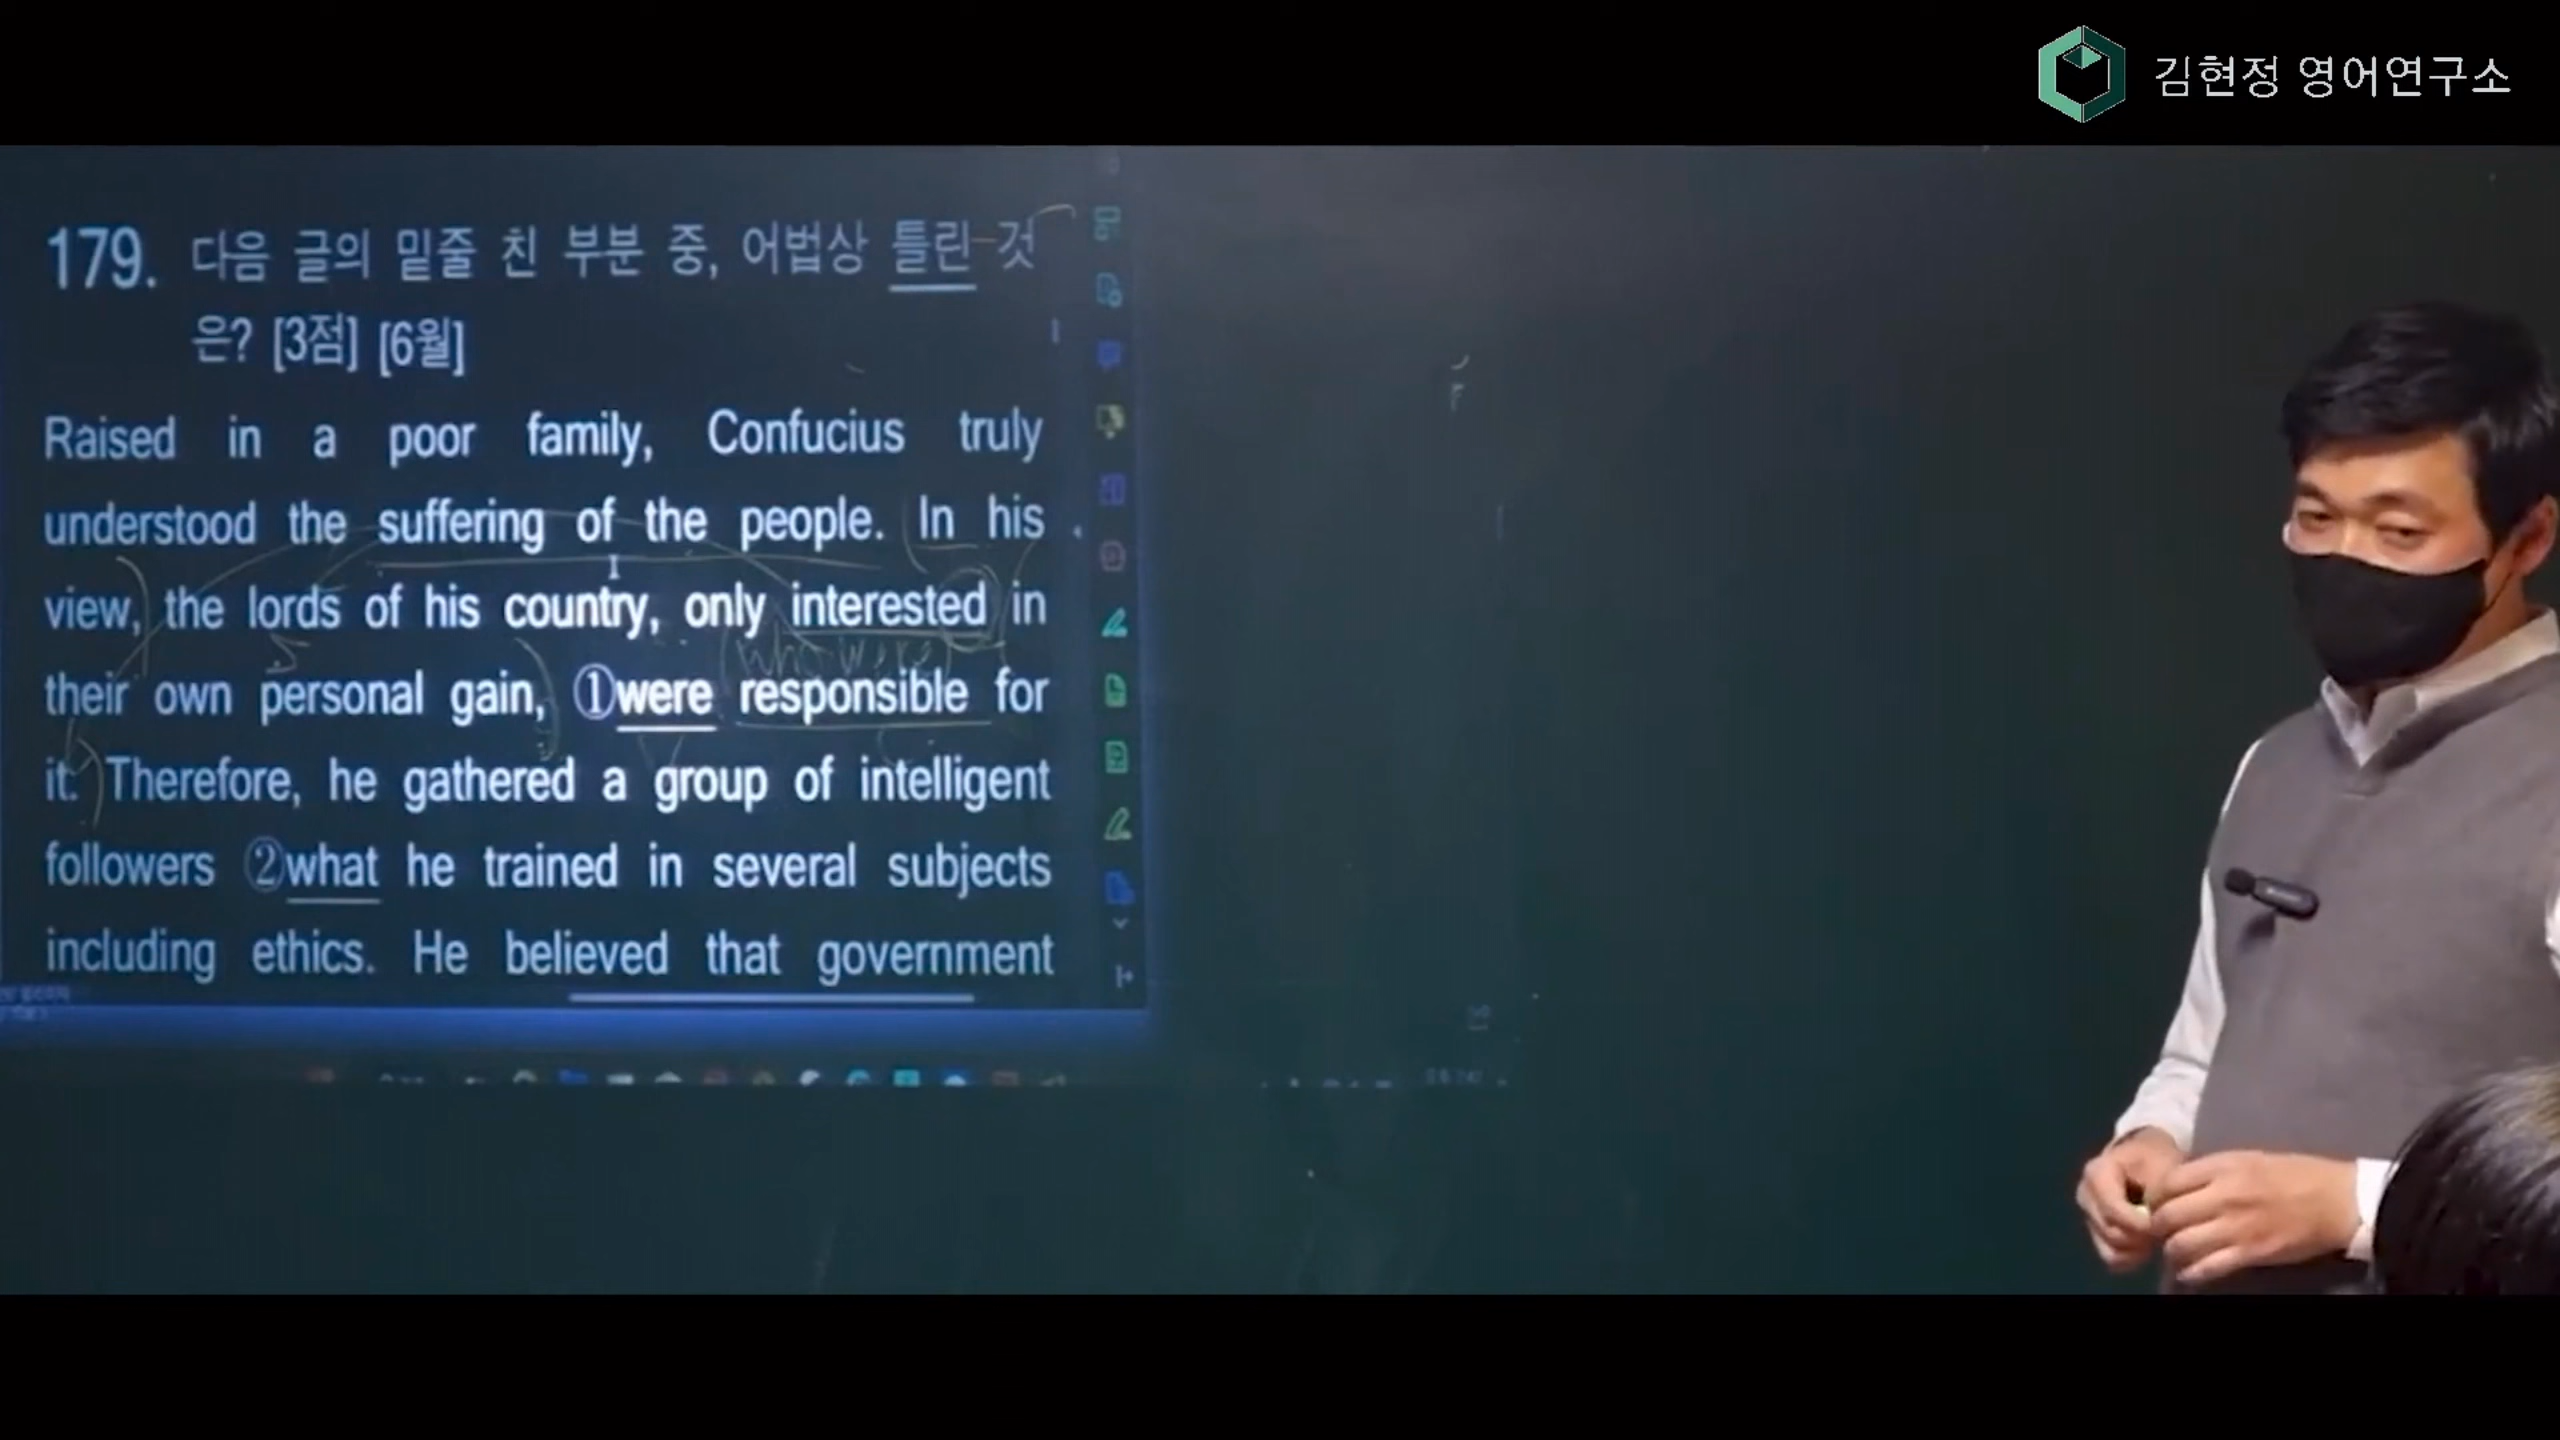 김현정 영어연구소
179. 다음 글의 밑줄 친 부분 중, 어법상 틀린 것
은? [3점] [6월]
Raised in a poor family, Confucius truly
understood the suffering of the people. In his
view, the lords of his country, only interested in
who were
their own personal gain, ①were responsible for
it. Therefore, he gathered a group of intelligent
followers ②what he trained in several subjects
including ethics. He believed that government